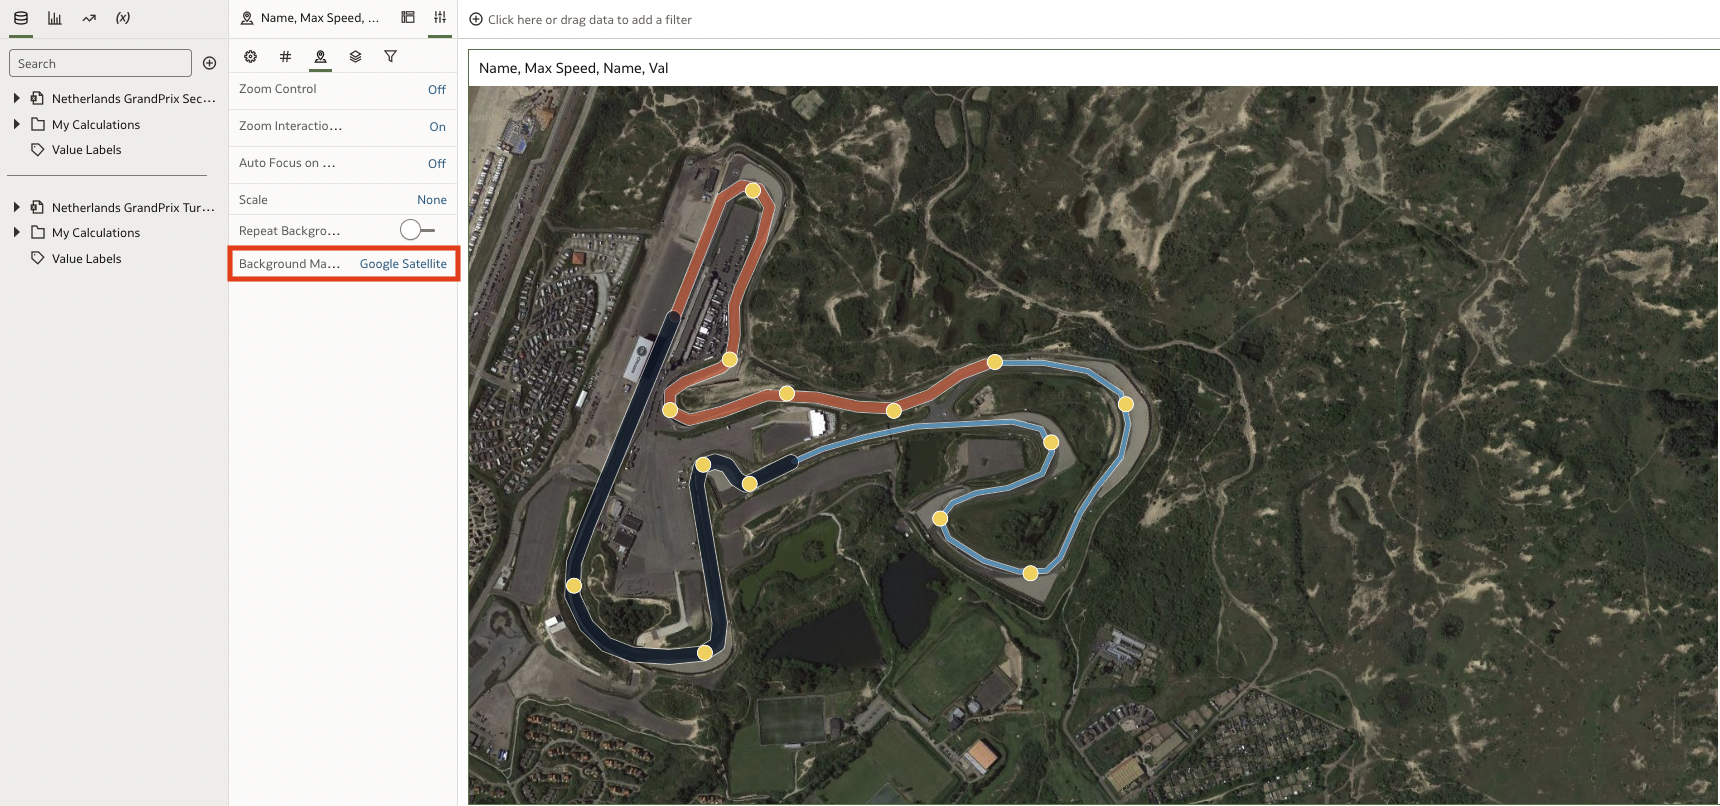 (x)
Name, Max Speed, ...
Click here or drag data to add a filter
Search
Netherlands GrandPrix Sec...
My Calculations
Value Labels
Netherlands GrandPrix Tur...
My Calculations
Value Labels
Zoom Control
Off
Zoom Interactio...
On
Auto Focus on ...
Off
Scale
None
Repeat Backgro...
Background Ma...
Google Satellite
Name, Max Speed, Name, Val